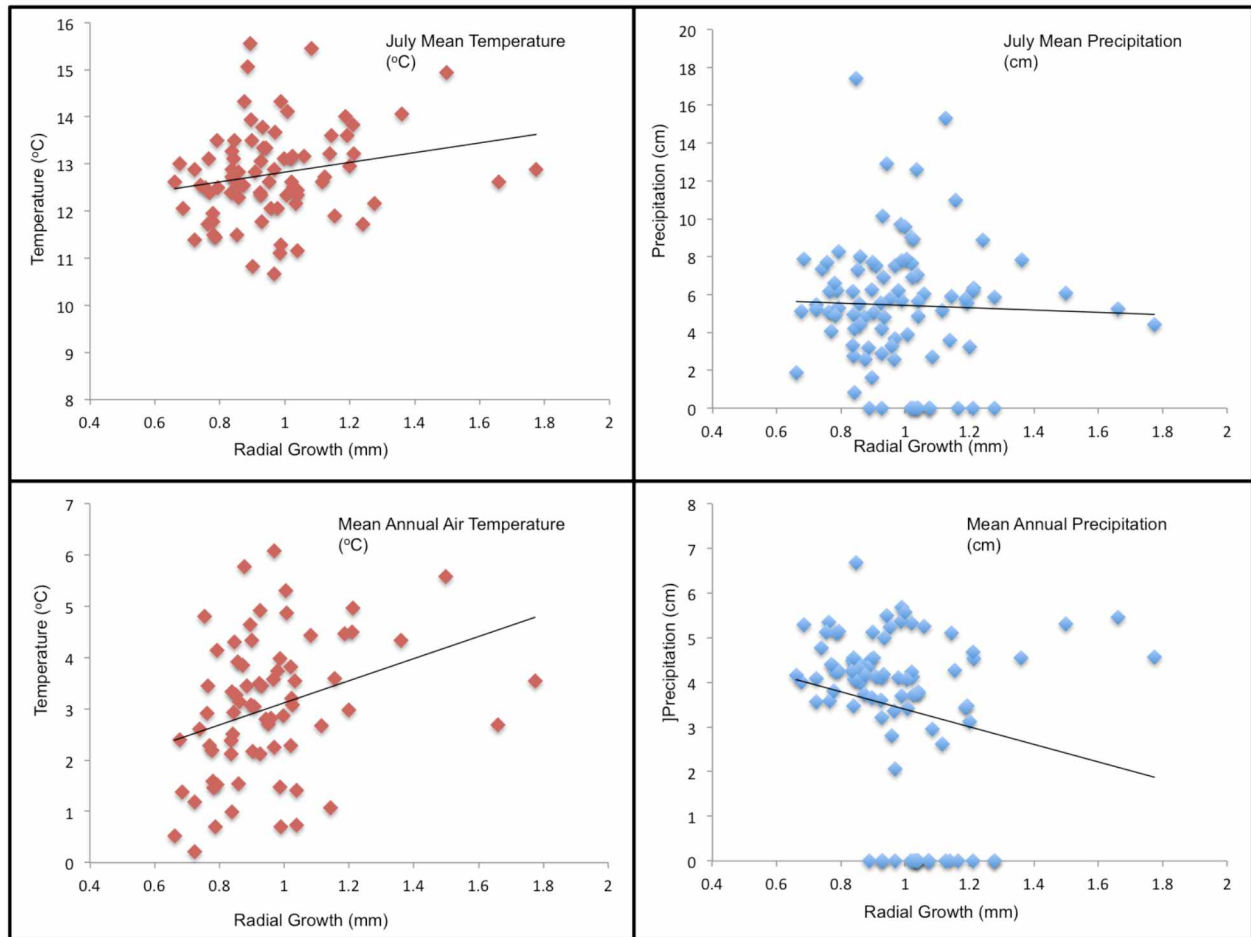 July Mean Temperature
(°C)
Temperature (°C)
16
15
14
13
12
11
10
9
8
0.4 0.6 0.8 1 1.2 1.4 1.6 1.8 2
Radial Growth (mm)
July Mean Precipitation
(cm)
Precipitation (cm)
20
18
16
14
12
10
8
6
4
2
0
0.4 0.6 0.8 1 1.2 1.4 1.6 1.8 2
Radial Growth (mm)
Mean Annual Air Temperature
(°C)
Temperature (°C)
7
6
5
4
3
2
1
0
0.4 0.6 0.8 1 1.2 1.4 1.6 1.8 2
Radial Growth (mm)
Mean Annual Precipitation
(cm)
]Precipitation (cm)
8
7
6
5
4
3
2
1
0
0.4 0.6 0.8 1 1.2 1.4 1.6 1.8 2
Radial Growth (mm)